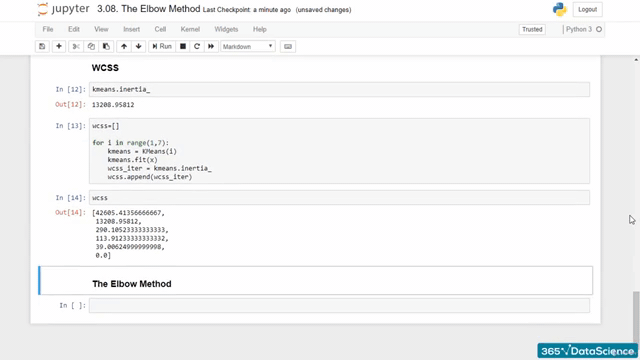 jupyter 3.08. The Elbow Method Last Checkpoint: a minute ago (unsaved changes) Logout
File Edit View Insert Cell Kernel Widgets Help Trusted Python 3
Run Markdown
WCSS
In [12]: kmeans.inertia_
Out[12]: 13208.95812
In [13]: wcss=[]
for i in range(1,7):
kmeans = KMeans(i)
kmeans.fit(x)
wcss_iter = kmeans.inertia_
wcss.append(wcss_iter)
In [14]: wcss
Out[14]: [42605.41356666667,
13208.95812,
290.10523333333333,
113.91233333333332,
39.00624999999998,
0.0]
The Elbow Method
In [ ]:
365 DataScience